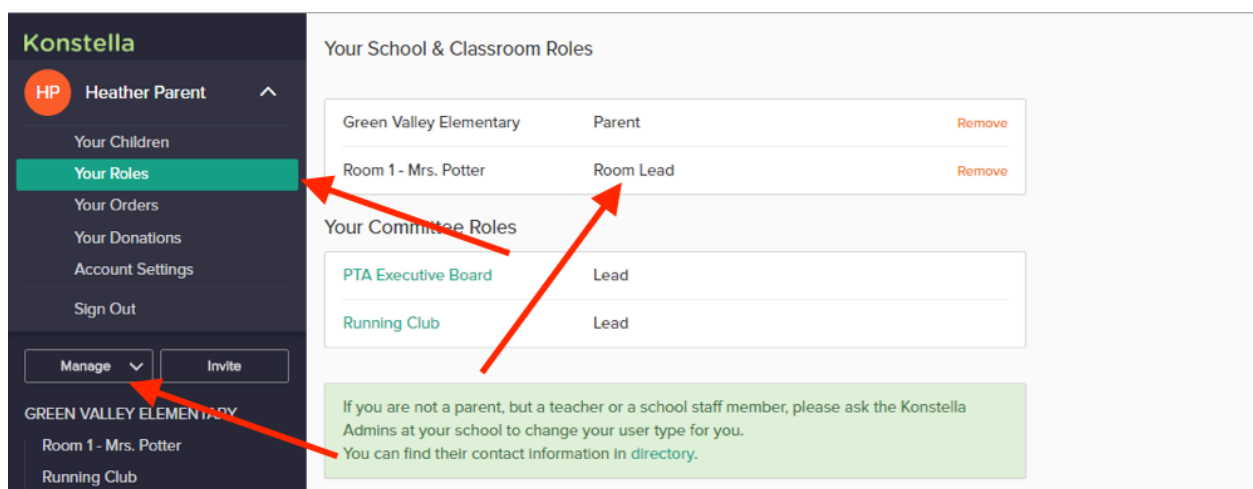 Konstella
HP Heather Parent
Your Children
Your Roles
Your Orders
Your Donations
Account Settings
Sign Out
Manage Invite
GREEN VALLEY ELEMENTARY
Room 1 - Mrs. Potter
Running Club
Your School & Classroom Roles
Green Valley Elementary Parent Remove
Room 1 - Mrs. Potter Room Lead Remove
Your Committee Roles
PTA Executive Board Lead
Running Club Lead
If you are not a parent, but a teacher or a school staff member, please ask the Konstella
Admins at your school to change your user type for you.
You can find their contact information in directory.